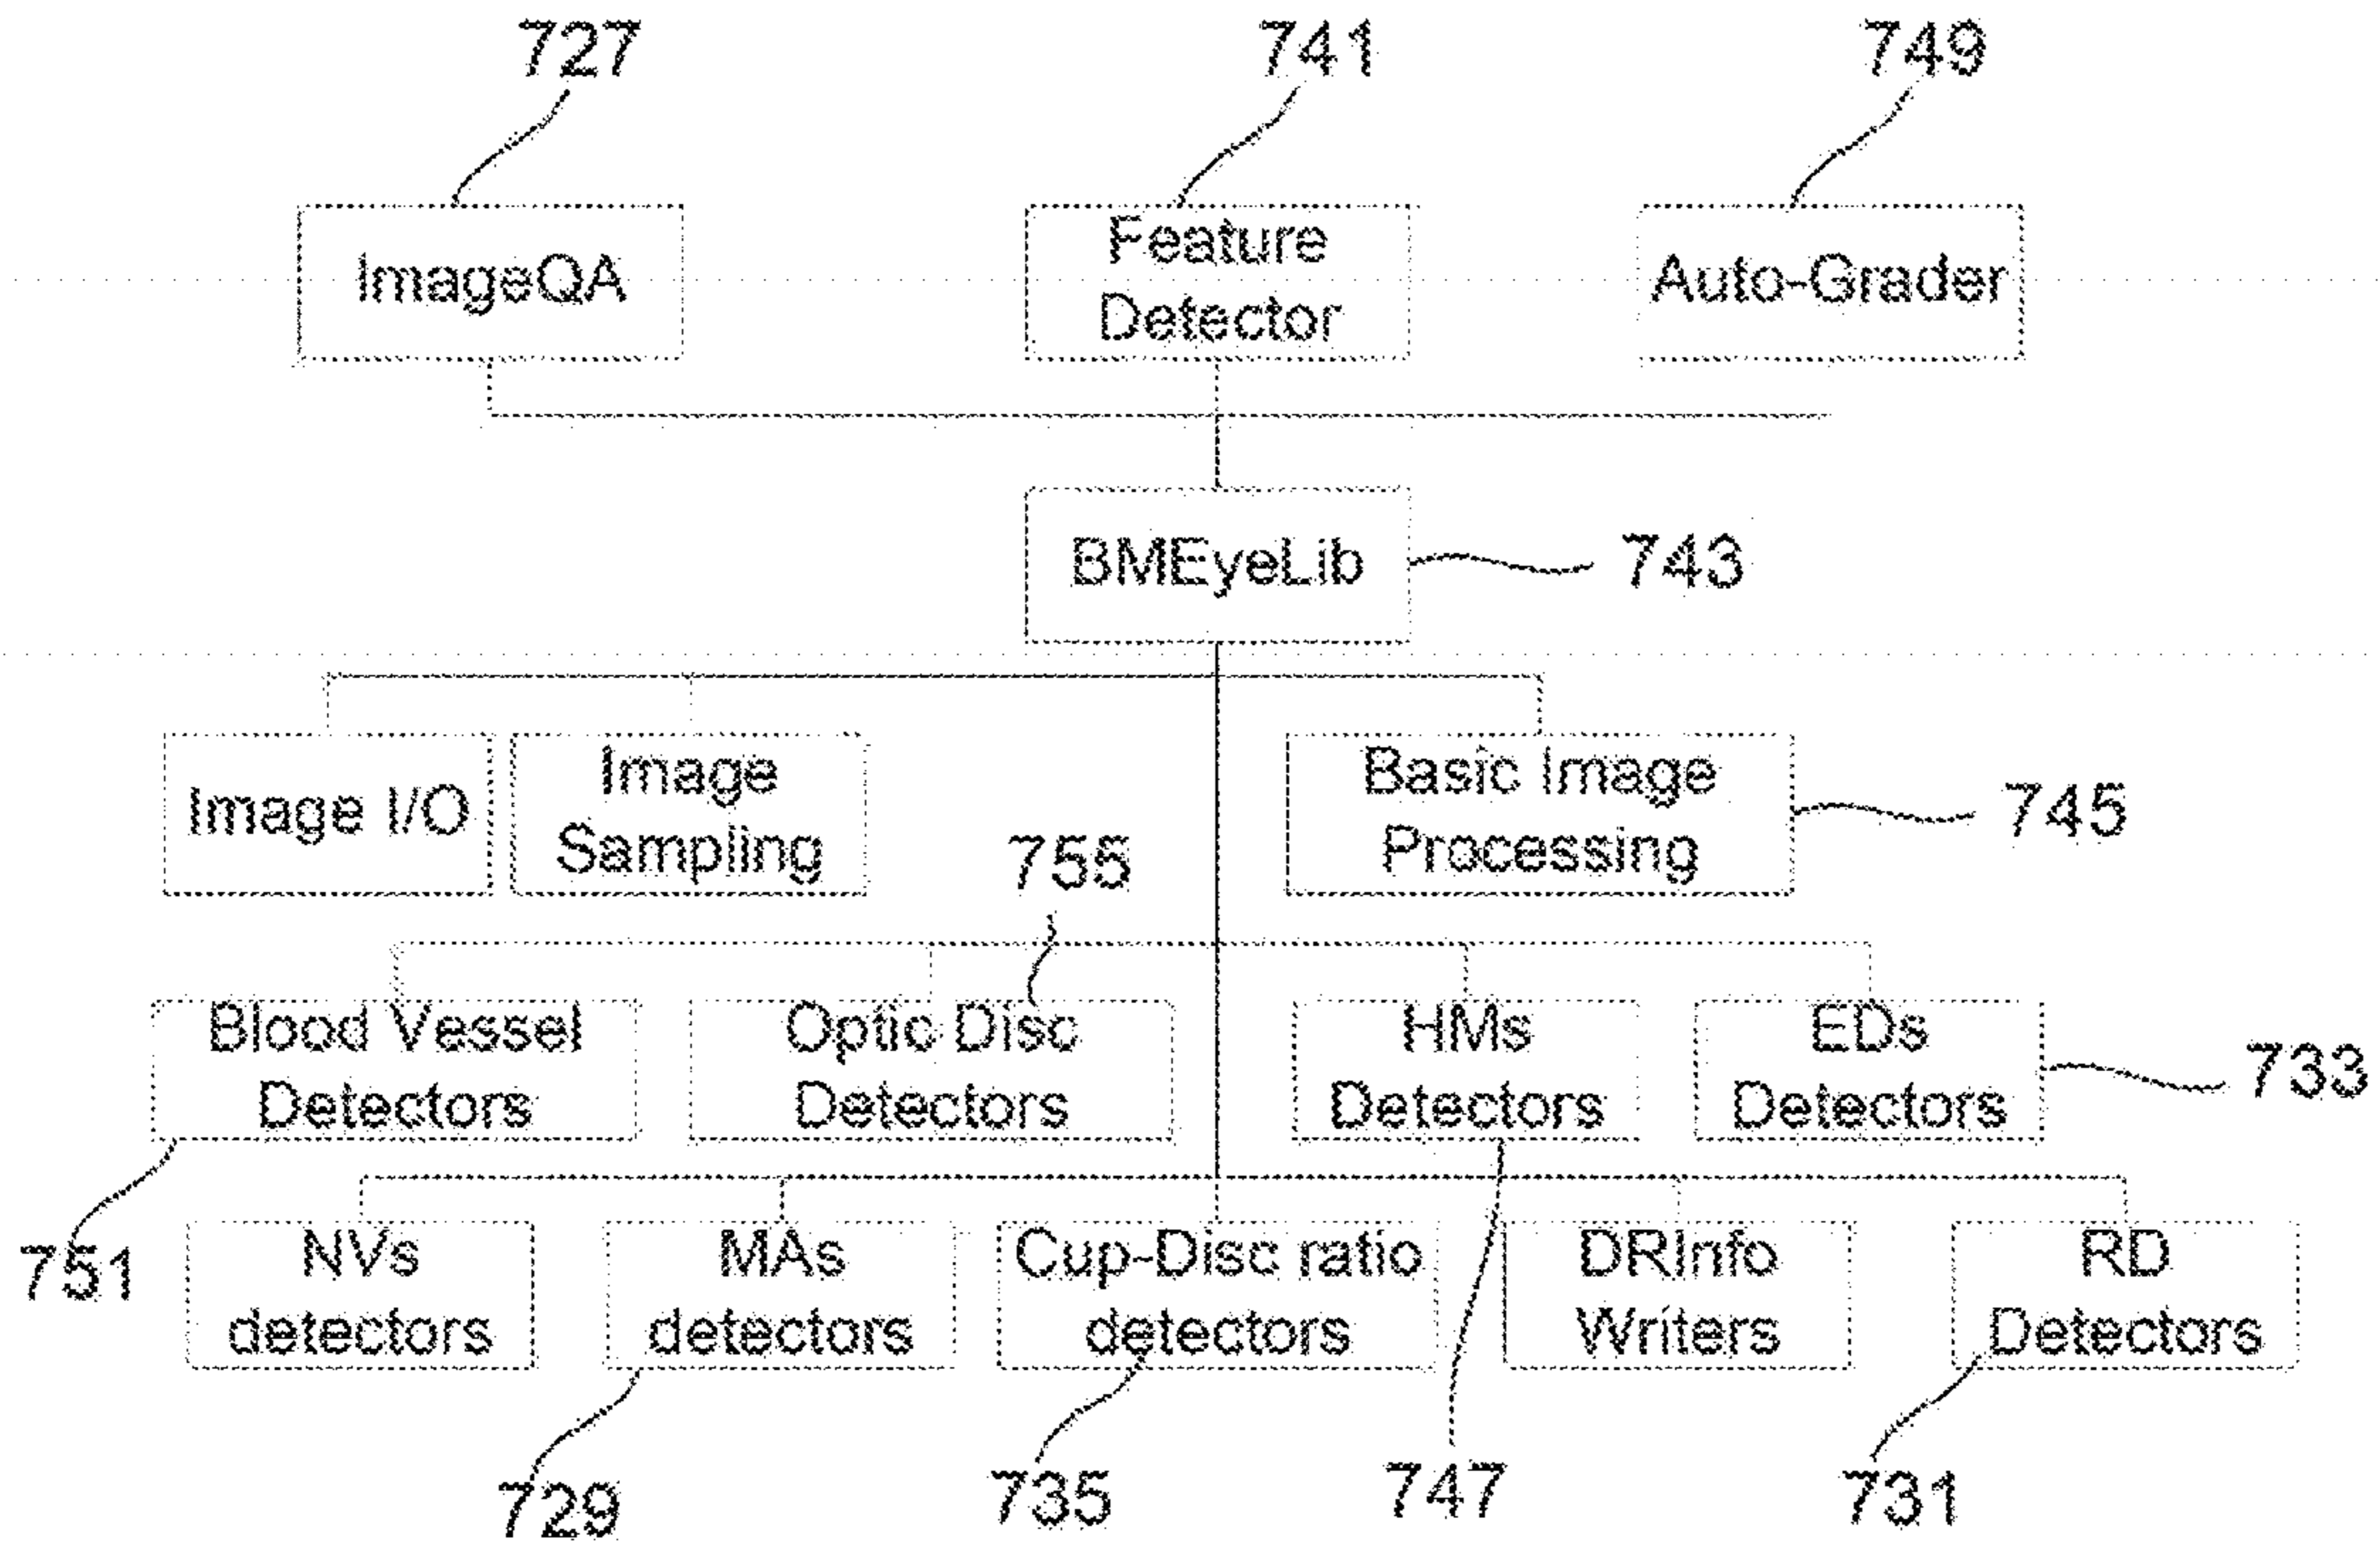 727
741
749
ImageQA
Feature
Detector
Auto-Grader
BMEyeLib
743
Image I/O
Image
Sampling
Basic Image
Processing
745
755
Blood Vessel
Detectors
Optic Disc
Detectors
HMs
Detectors
EDs
Detectors
733
751
NVs
detectors
MAs
detectors
Cup-Disc ratio
detectors
DRInfo
Writers
RD
Detectors
729
735
747
731